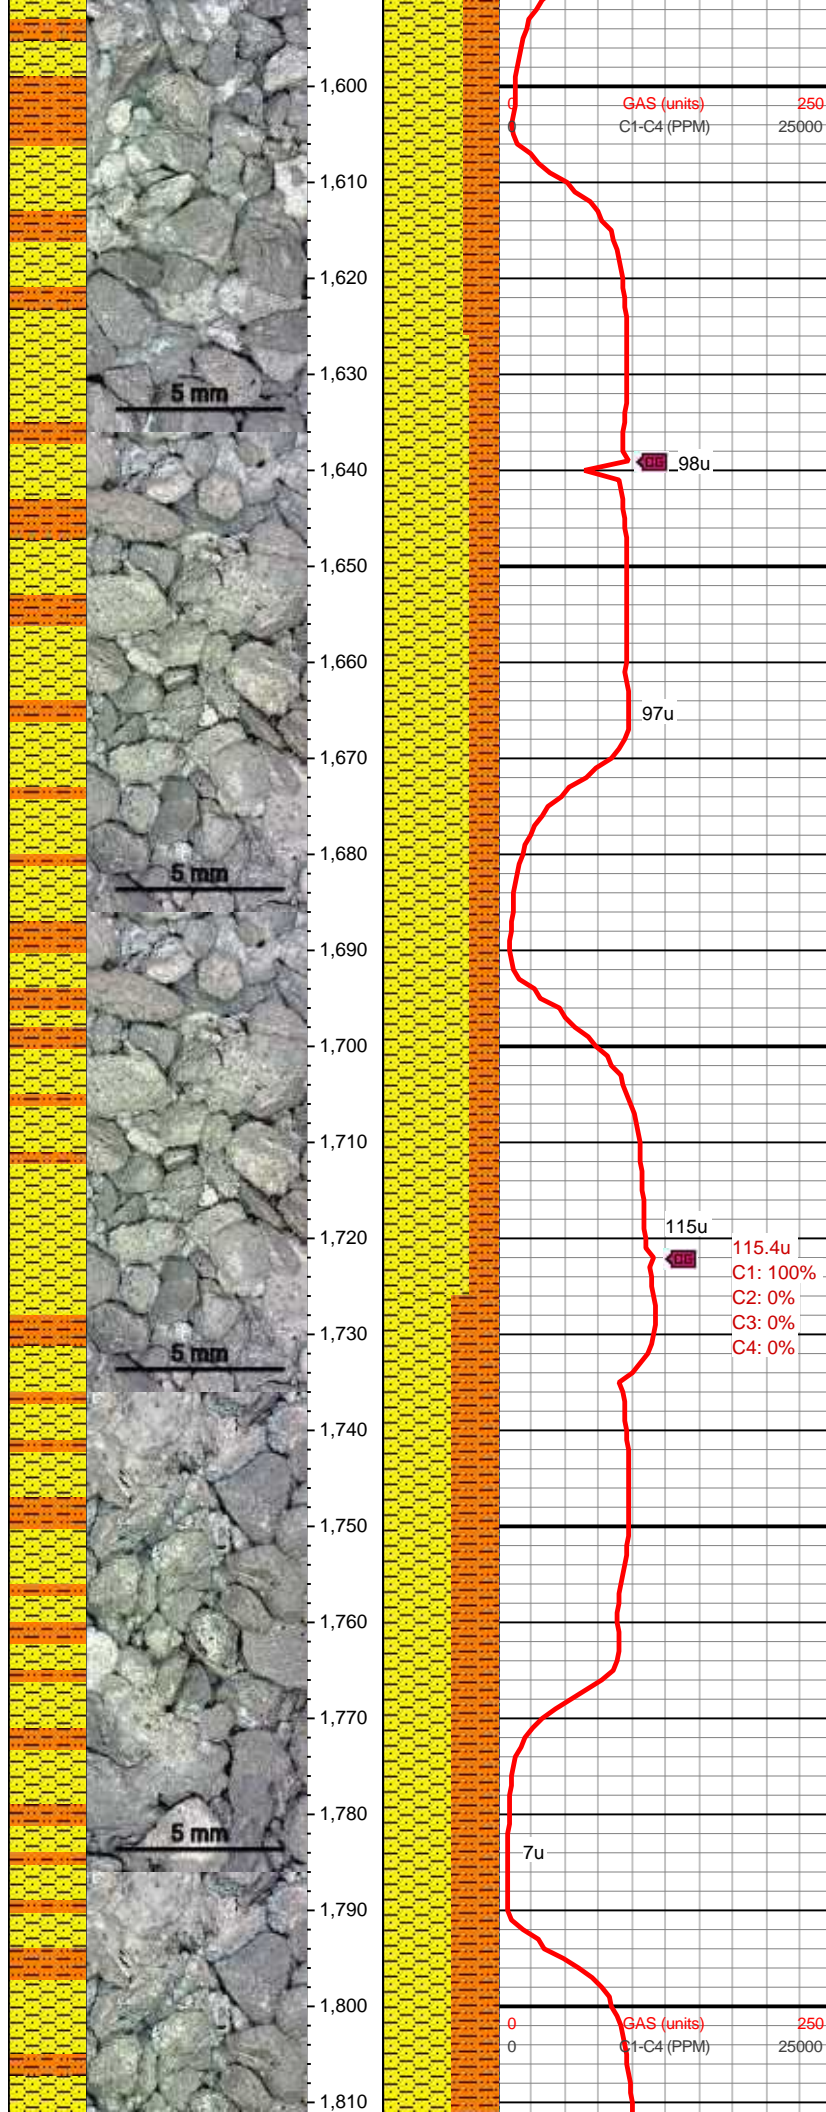 1,600
0 GAS (units) 250
0 C1-C4 (PPM) 25000
1,610
1,620
1,630
5 mm
CG 98u
1,640
1,650
1,660
97u
1,670
1,680
5 mm
1,690
1,700
1,710
115u
1,720
CG 115.4u
C1: 100%
C2: 0%
C3: 0%
C4: 0%
1,730
5 mm
1,740
1,750
1,760
1,770
1,780
5 mm
7u
1,790
1,800
0 GAS (units) 250
0 C1-C4 (PPM) 25000
1,810